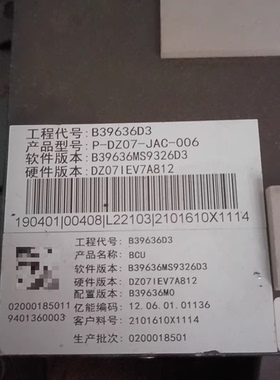 工程代号: B39636D3
产品型号: P-DZ07-JAC-006
软件版本: B39636MS9326D3
硬件版本: DZ07IEV7A812
190401|00408|L22103|2101610X1114
工程代号: B39636D3
产品名称: BCU
软件版本: B39636MS9326D3
硬件版本: DZ07IEV7A812
配置版本: B39636M0
亿能编码: 12.06.01.01136
客户料号: 2101610X1114
生产批次: 0200018501
02000185011
9401360003